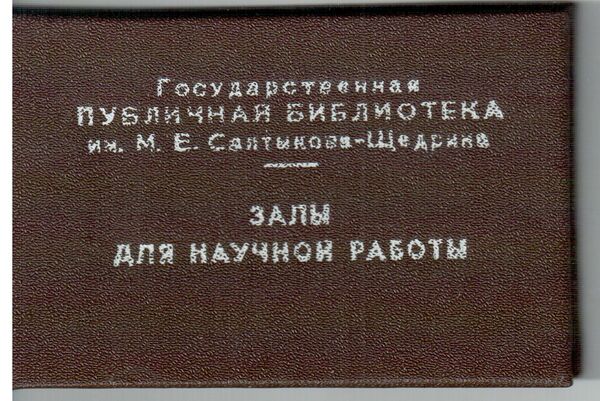 Государственная
ПУБЛИЧНАЯ БИБЛИОТЕКА
им. М. Е. Салтыкова-Щедрина
ЗАЛЫ
ДЛЯ НАУЧНОЙ РАБОТЫ